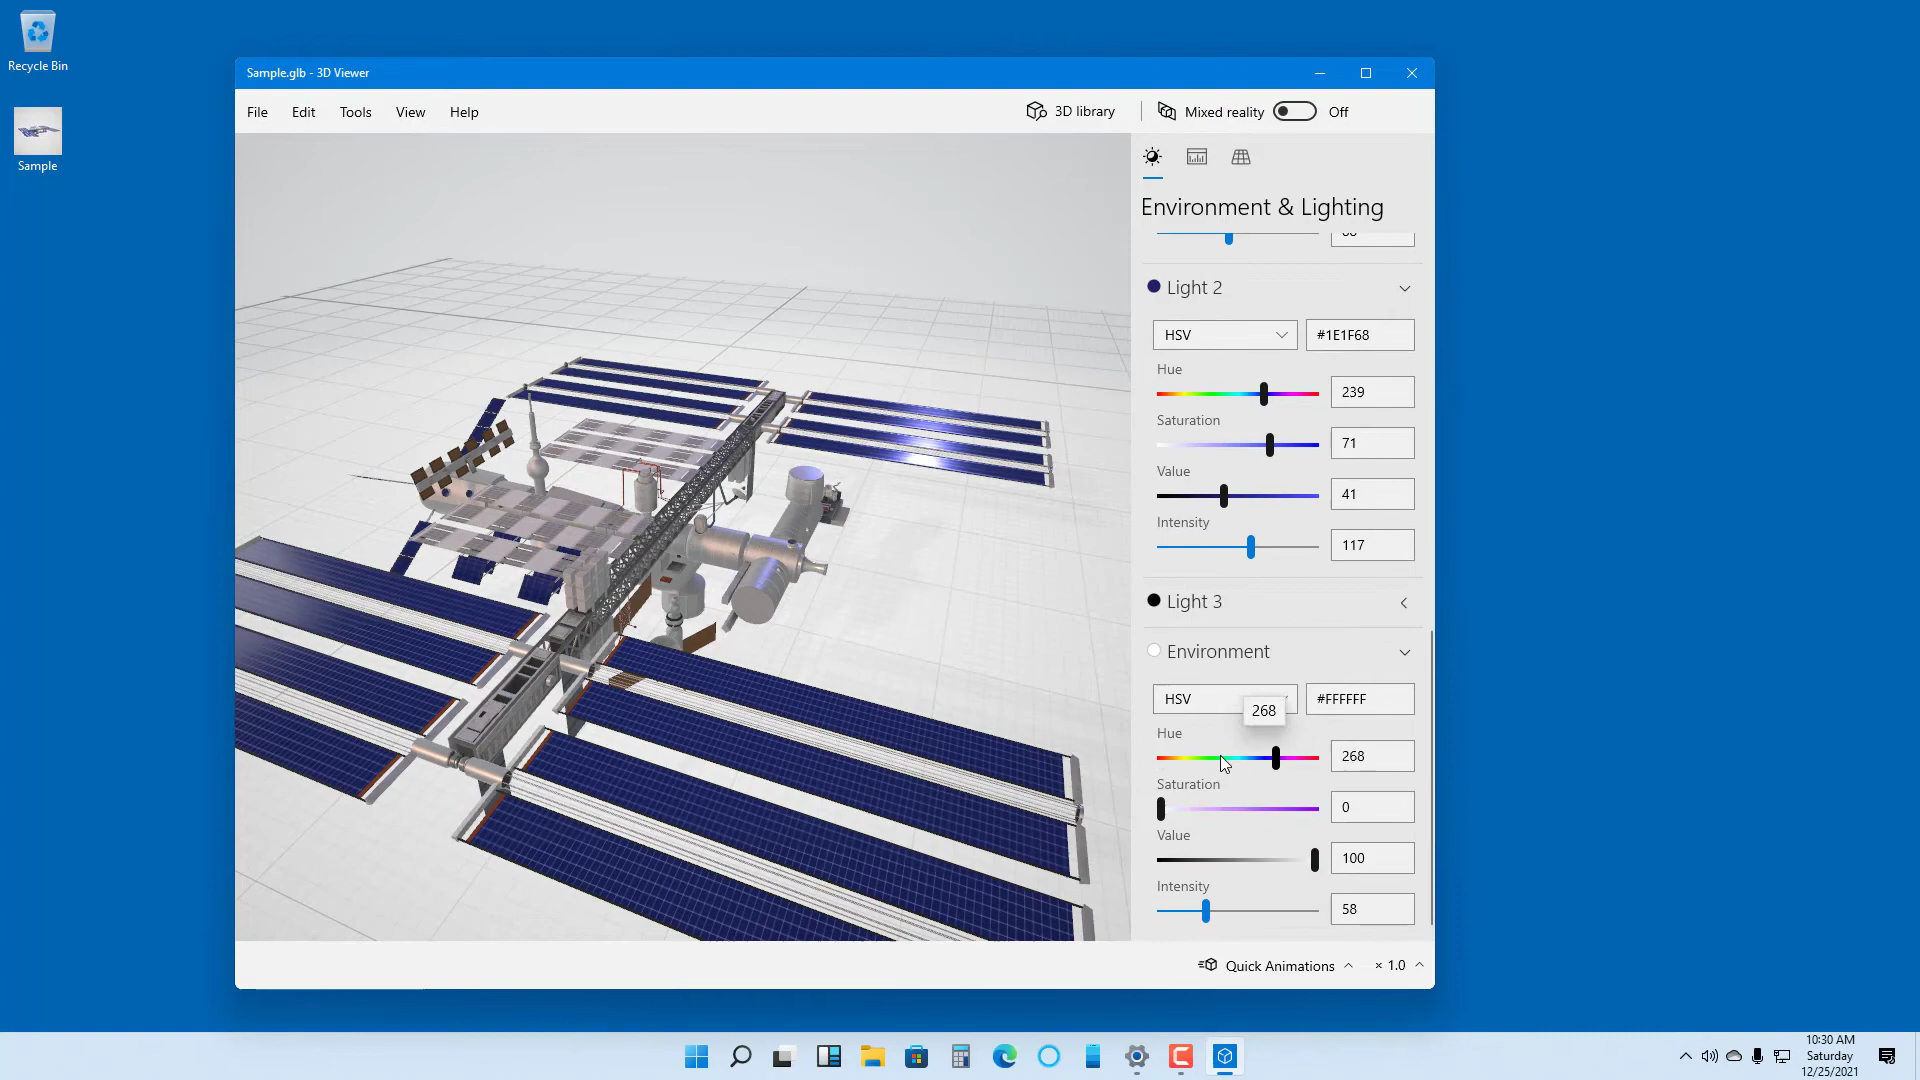 Recycle Bin
Sample
Sample.glb - 3D Viewer
File Edit Tools View Help
3D library
Mixed reality Off
Environment & Lighting
Light 2
HSV #1E1F68
Hue
239
Saturation
71
Value
41
Intensity
117
Light 3
Environment
HSV #FFFFFF
268
Hue
268
Saturation
0
Value
100
Intensity
58
Quick Animations × 1.0
10:30 AM
Saturday
12/25/2021